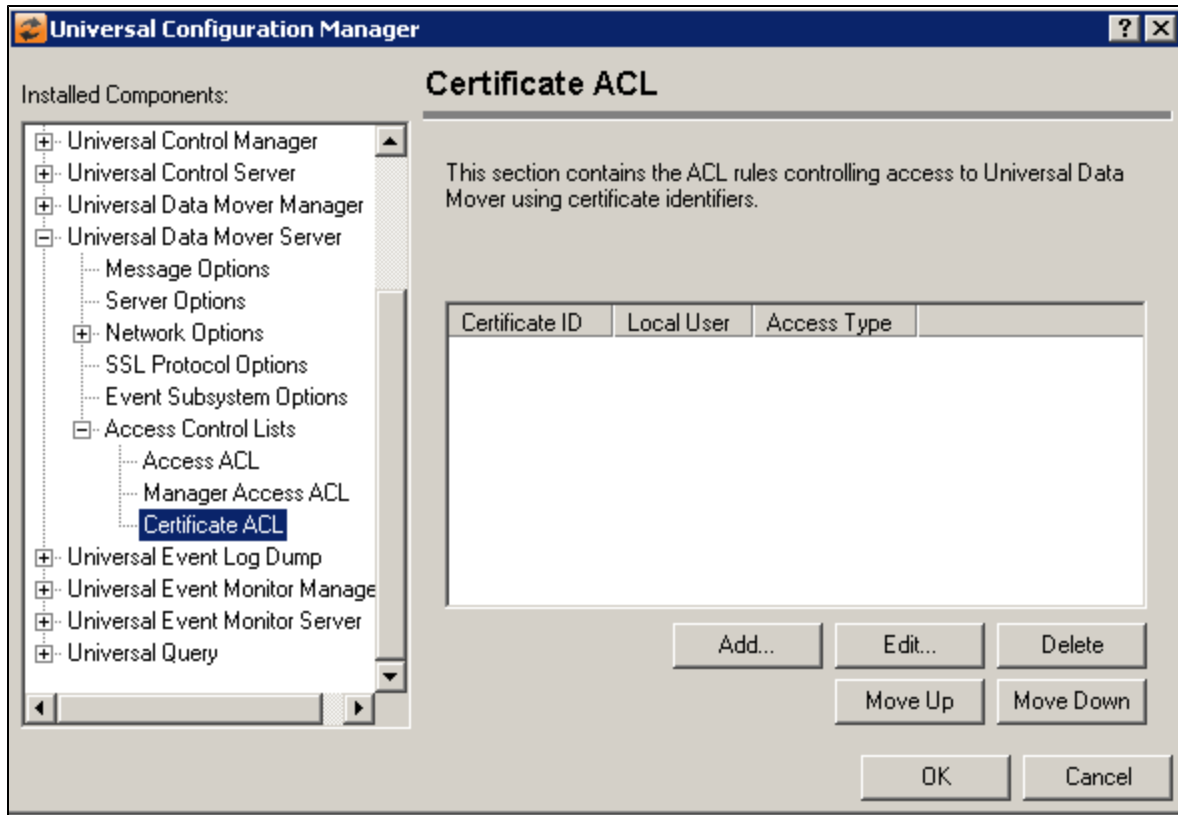 Universal Configuration Manager
Installed Components:
Universal Control Manager
Universal Control Server
Universal Data Mover Manager
Universal Data Mover Server
Message Options
Server Options
Network Options
SSL Protocol Options
Event Subsystem Options
Access Control Lists
Access ACL
Manager Access ACL
Certificate ACL
Universal Event Log Dump
Universal Event Monitor Manage
Universal Event Monitor Server
Universal Query
Certificate ACL
This section contains the ACL rules controlling access to Universal Data
Mover using certificate identifiers.
Certificate ID Local User Access Type
Add... Edit... Delete
Move Up Move Down
OK Cancel